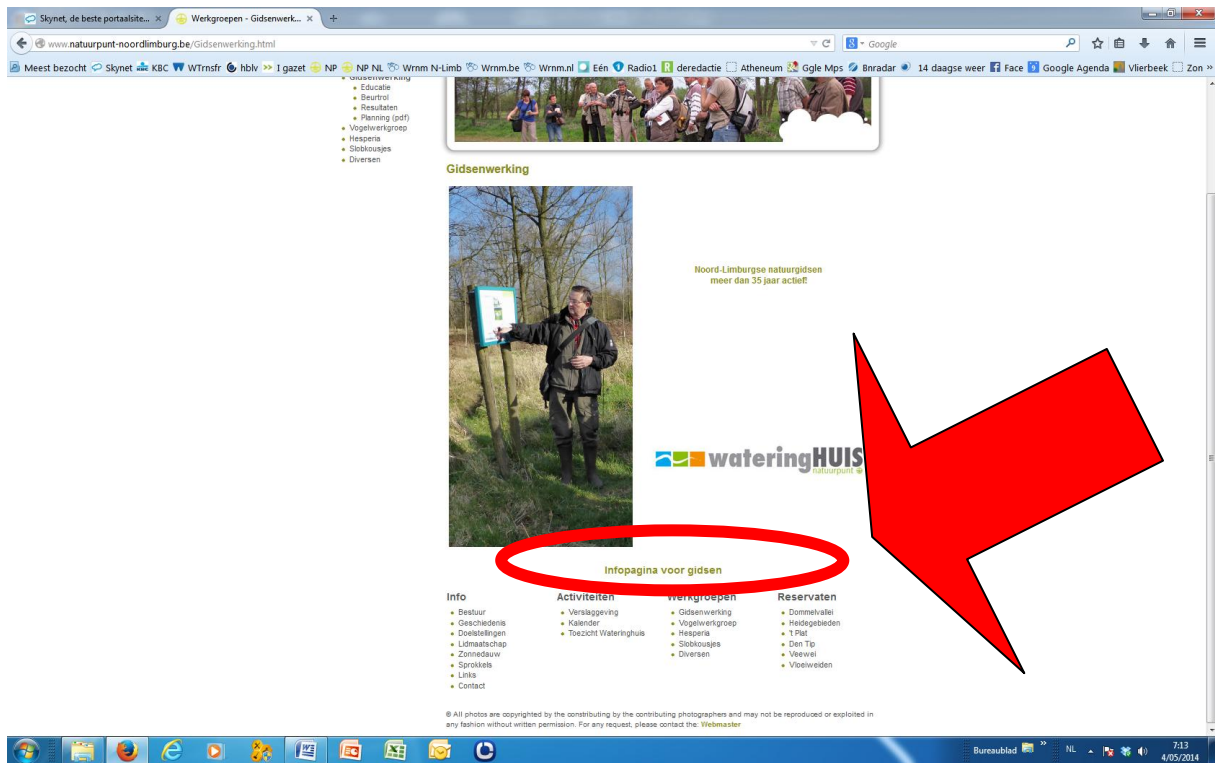 Skynet, de beste portaalsite... ×
Werkgroepen - Gidsenwerk... ×
+
www.natuurpunt-noordlimburg.be/Gidsenwerking.html
Google
Meest bezocht Skynet KBC WTrnsfr hblv 1 gazet NP NP NL Wrnm N-Limb Wrnm.be Wrnm.nl Eén Radio1 deredactie Atheneum Ggle Mps Bnradar 14 daagse weer Face Google Agenda Vlierbeek Zon »
Gidsenwerking
Educatie
Beurtrol
Resultaten
Planning (pdf)
Vogelwerkgroep
Hesperia
Slobkousjes
Diversen
Gidsenwerking
Noord-Limburgse natuurgidsen
meer dan 35 jaar actief!
wateringHUIS
natuurpunt
Infopagina voor gidsen
Info
Bestuur
Geschiedenis
Doelstellingen
Lidmaatschap
Zonnedauw
Sprokkels
Links
Contact
Activiteiten
Verslaggeving
Kalender
Toezicht Wateringhuis
Werkgroepen
Gidsenwerking
Vogelwerkgroep
Hesperia
Slobkousjes
Diversen
Reservaten
Dommelvallei
Heidegebieden
't Plat
Den Tip
Veewei
Vloeiweiden
® All photos are copyrighted by the constributing by the contributing photographers and may not be reproduced or exploited in
any fashion without written permission. For any request, please contact the: Webmaster
Bureaublad » NL 7:13
4/05/2014